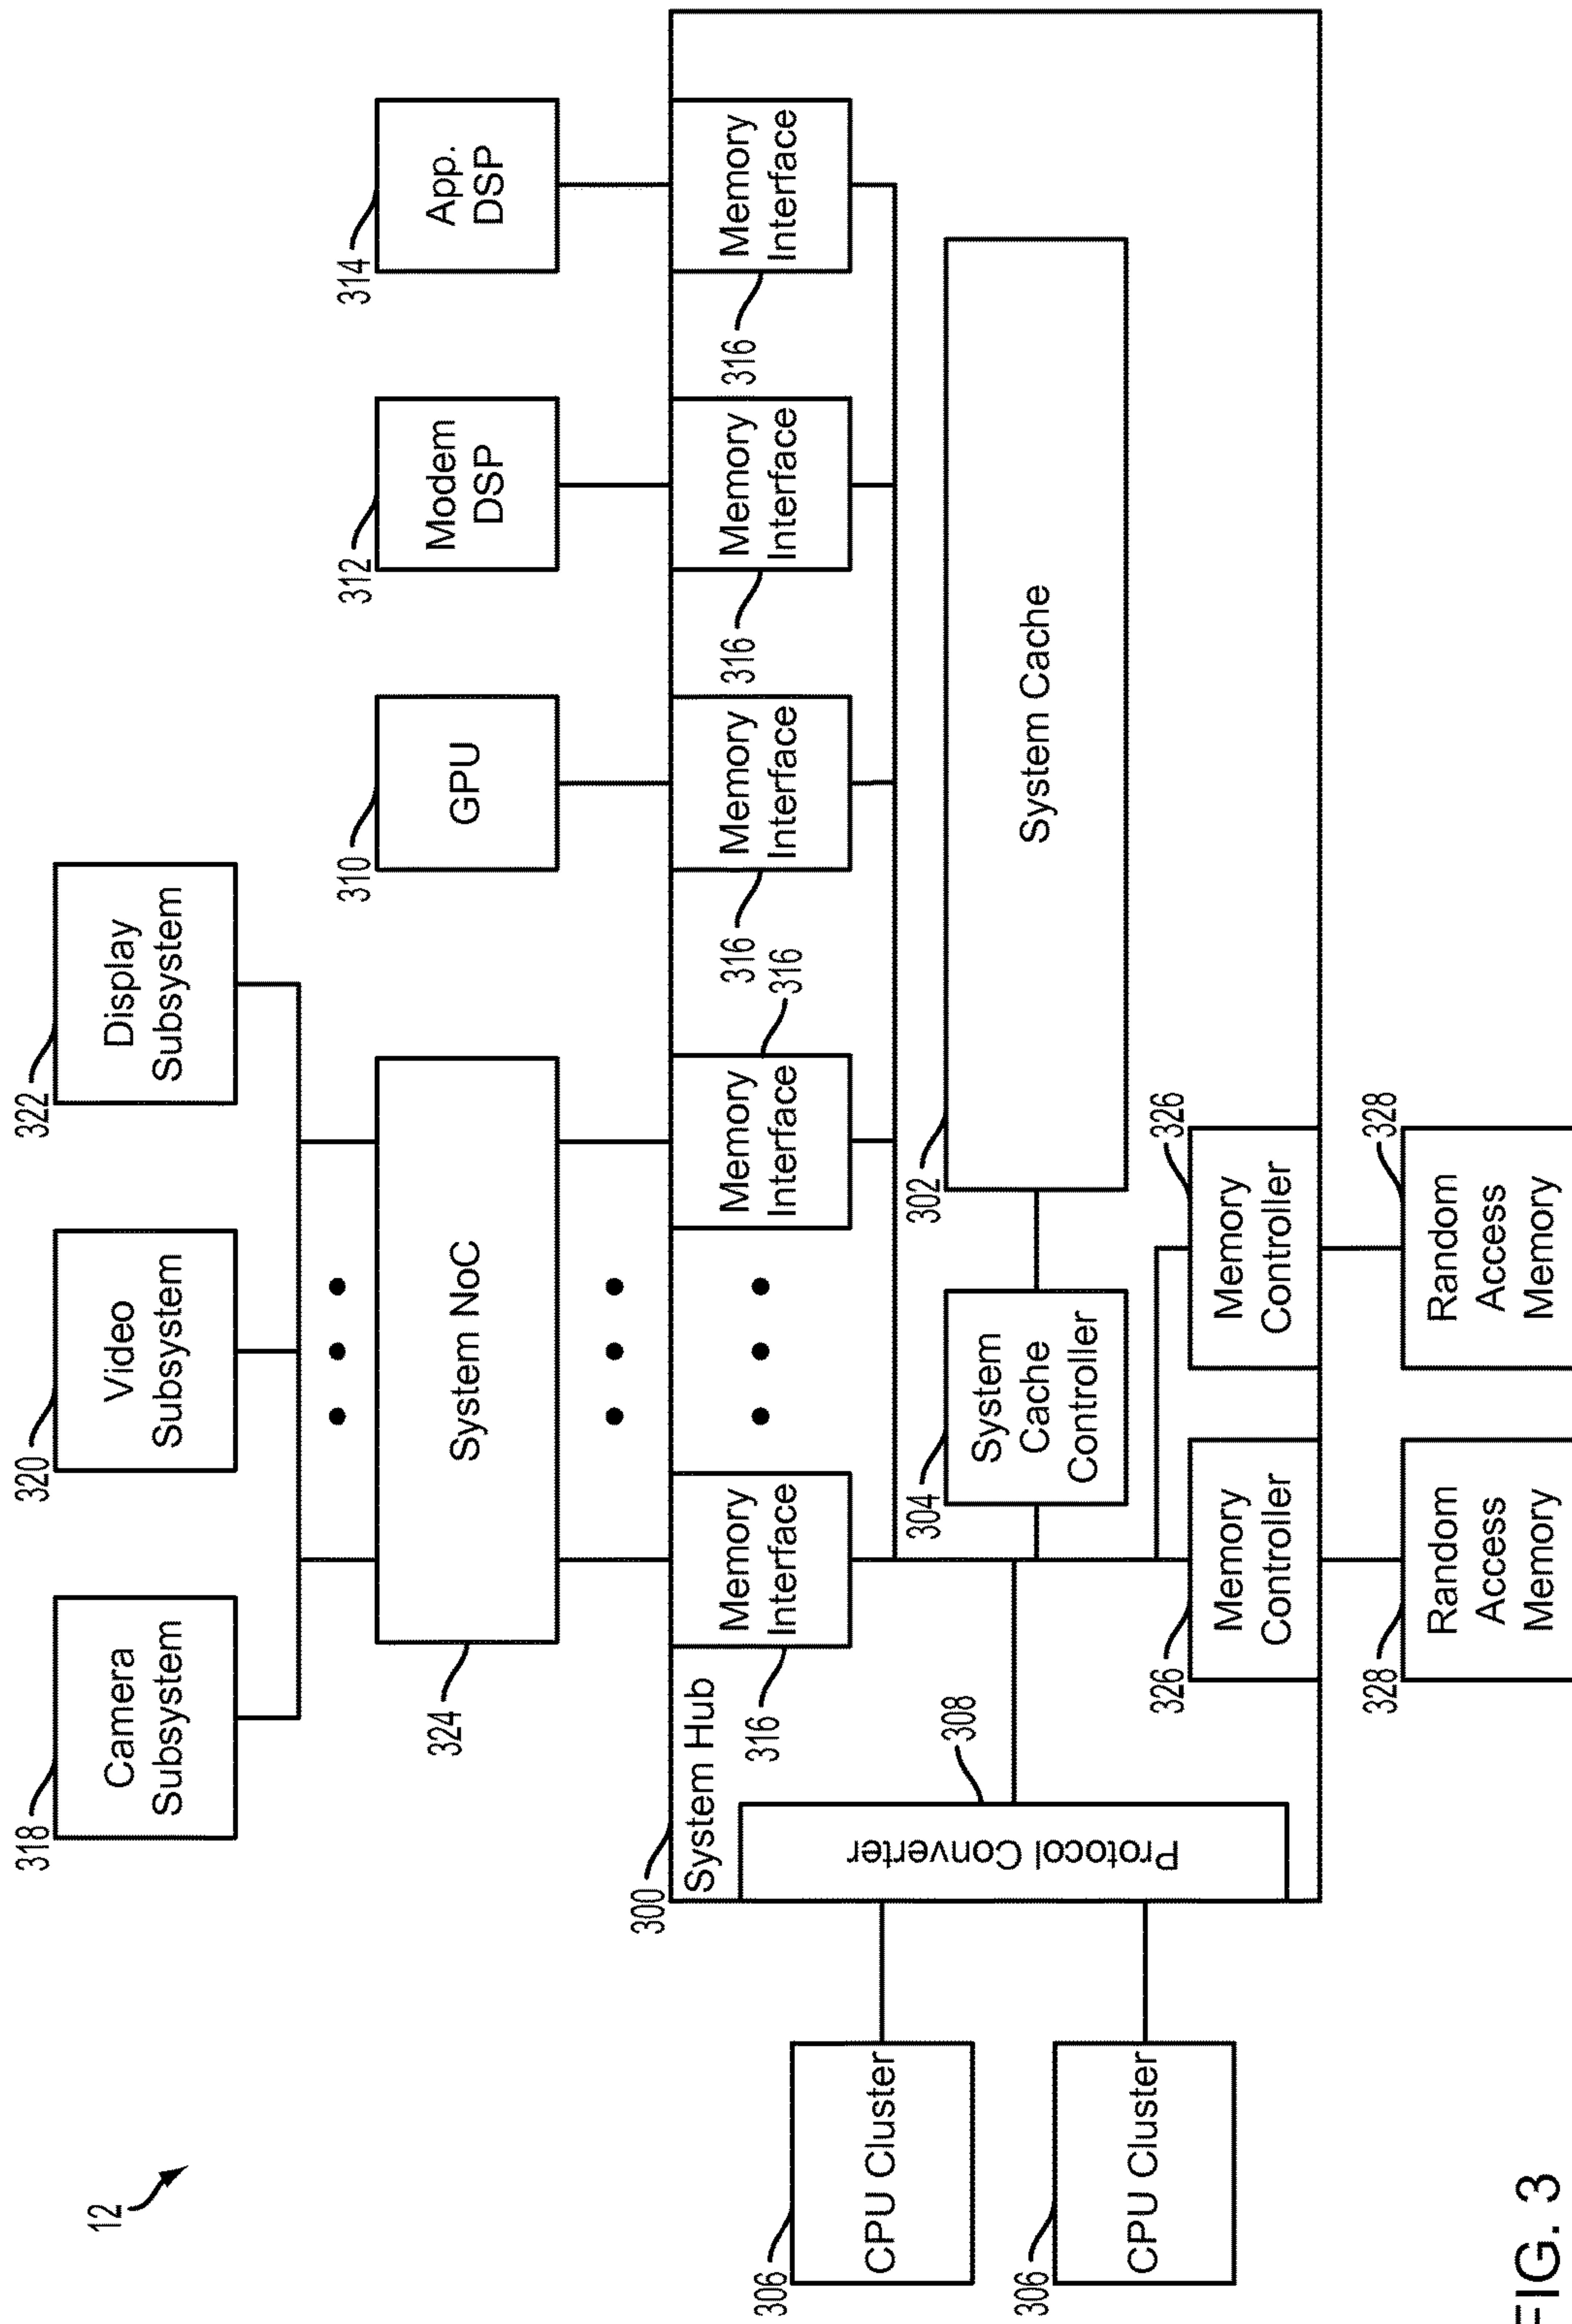 12
318
Camera
Subsystem
320
Video
Subsystem
322
Display
Subsystem
324
System NoC
310
GPU
312
Modem
DSP
314
App.
DSP
300
System Hub
Memory
Interface
316
Memory
Interface
316
Memory
Interface
316
Memory
Interface
316
Memory
Interface
316
306
CPU Cluster
306
CPU Cluster
Protocol Converter
308
304
System
Cache
Controller
302
System Cache
326
Memory
Controller
326
Memory
Controller
328
Random
Access
Memory
328
Random
Access
Memory
FIG. 3